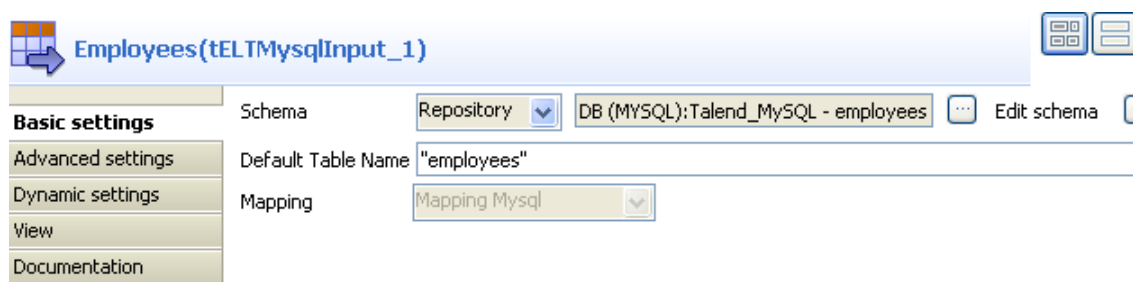 Employees(tELTMysqlInput_1)
Basic settings
Advanced settings
Dynamic settings
View
Documentation
Schema Repository DB (MYSQL):Talend_MySQL - employees ... Edit schema
Default Table Name "employees"
Mapping Mapping Mysql